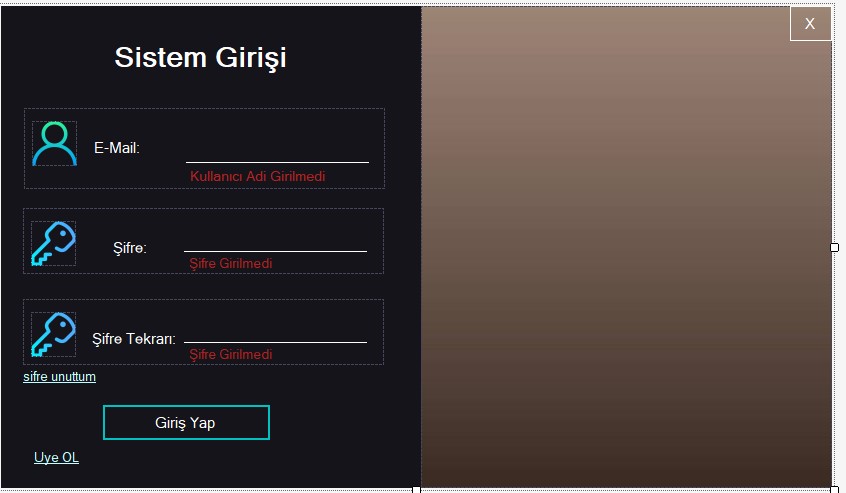 X
Sistem Girişi
E-Mail:
Kullanıcı Adi Girilmedi
Şifre:
Şifre Girilmedi
Şifre Tekrarı:
Şifre Girilmedi
sifre unuttum
Giriş Yap
Uye OL